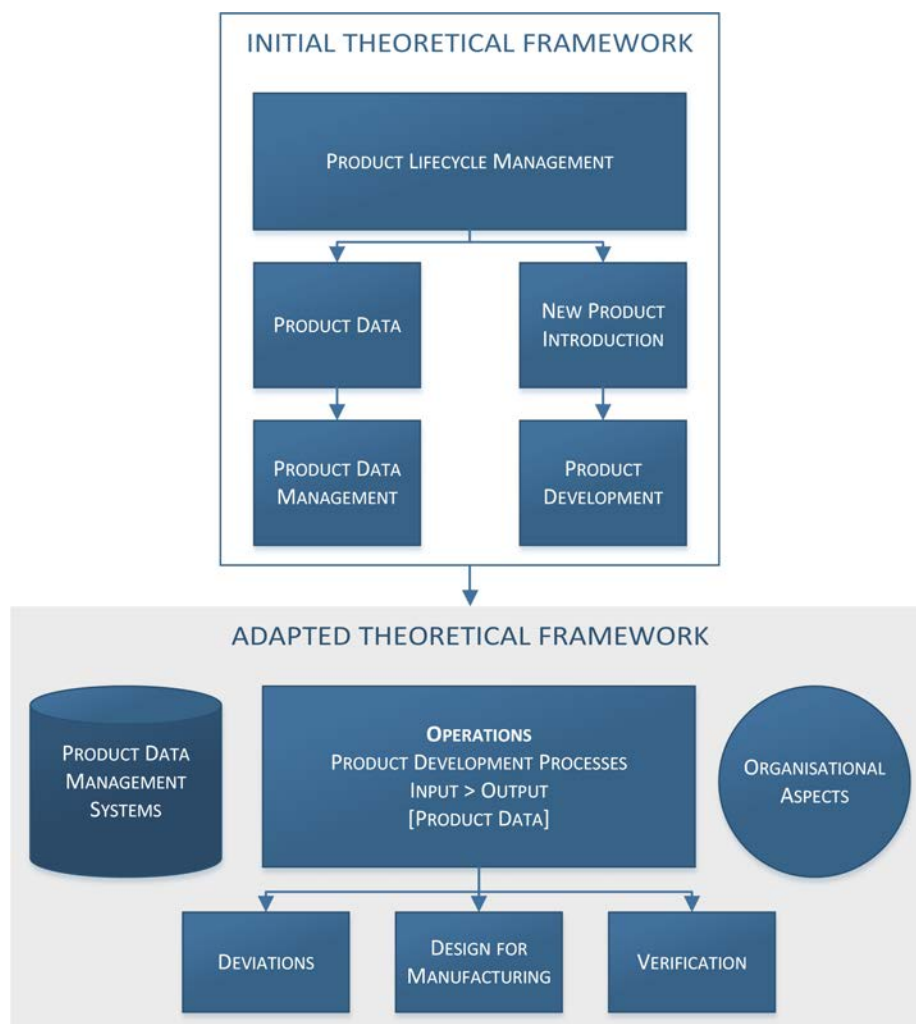 INITIAL THEORETICAL FRAMEWORK
PRODUCT LIFECYCLE MANAGEMENT
PRODUCT DATA
NEW PRODUCT
INTRODUCTION
PRODUCT DATA
MANAGEMENT
PRODUCT
DEVELOPMENT
ADAPTED THEORETICAL FRAMEWORK
PRODUCT DATA
MANAGEMENT
SYSTEMS
OPERATIONS
PRODUCT DEVELOPMENT PROCESSES
INPUT > OUTPUT
[PRODUCT DATA]
ORGANISATIONAL
ASPECTS
DEVIATIONS
DESIGN FOR
MANUFACTURING
VERIFICATION